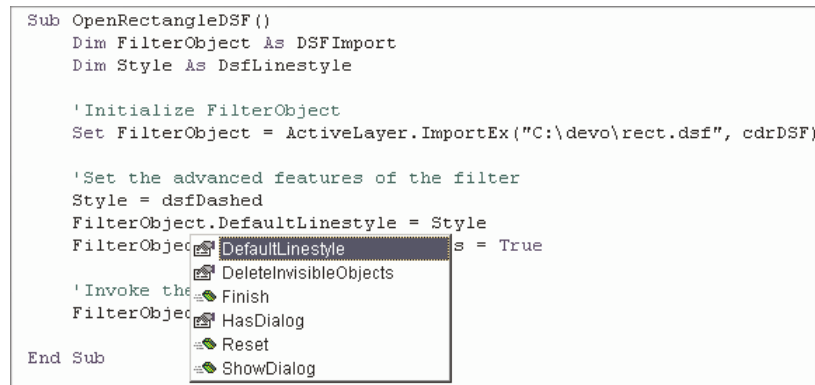 Sub OpenRectangleDSF()
Dim FilterObject As DSFImport
Dim Style As DsfLinestyle
'Initialize FilterObject
Set FilterObject = ActiveLayer.ImportEx("C:\devo\rect.dsf", cdrDSF)
'Set the advanced features of the filter
Style = dsfDashed
FilterObject.DefaultLinestyle = Style
FilterObjec s = True
DefaultLinestyle
DeleteInvisibleObjects
'Invoke the
Finish
FilterObjec
HasDialog
Reset
End Sub
ShowDialog